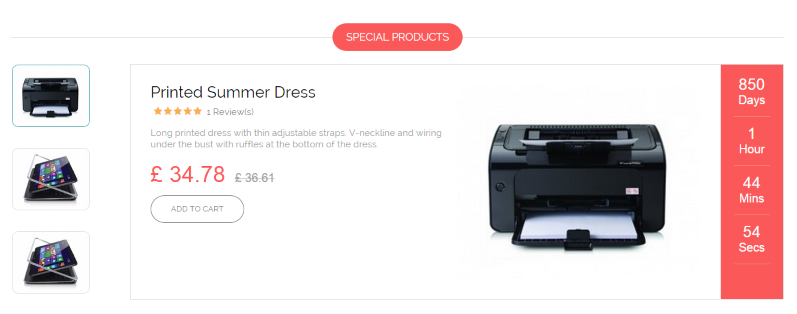 SPECIAL PRODUCTS
Printed Summer Dress
1 Review(s)
Long printed dress with thin adjustable straps. V-neckline and wiring
under the bust with ruffles at the bottom of the dress.
£ 34.78 £ 36.61
ADD TO CART
850
Days
1
Hour
44
Mins
54
Secs